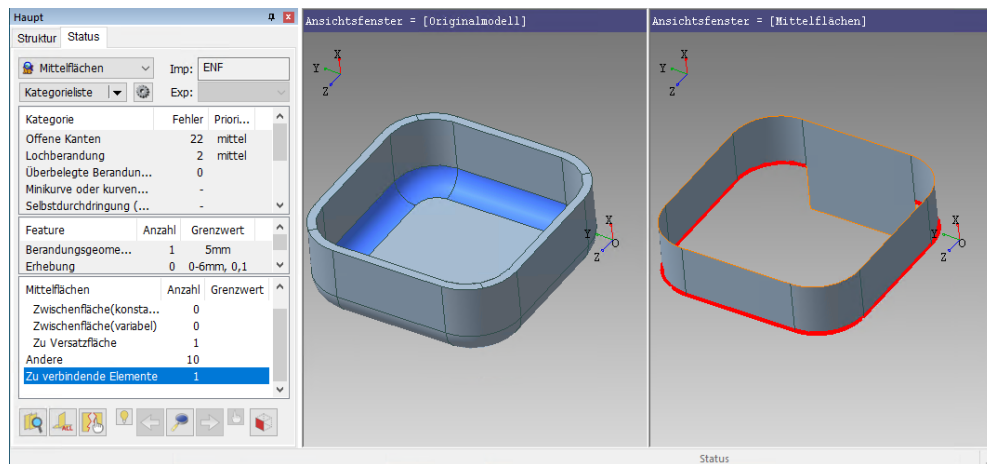 Haupt
Struktur Status
Mittelflächen Imp: ENF
Kategorieliste Exp:
Kategorie Fehler Priori...
Offene Kanten 22 mittel
Lochberandung 2 mittel
Überbelegte Berandun... 0
Minikurve oder kurven... -
Selbstdurchdringung (... -
Feature Anzahl Grenzwert
Berandungsgeome... 1 5mm
Erhebung 0 0-6mm, 0,1
Mittelflächen Anzahl Grenzwert
Zwischenfläche(konsta... 0
Zwischenfläche(variabel) 0
Zu Versatzfläche 1
Andere 10
Zu verbindende Elemente 1
ALL
Ansichtsfenster = [Originalmodell]
X
Y
Z
X
Y
O
Z
Ansichtsfenster = [Mittelflächen]
X
Y
Z
X
Y
O
Z
Status